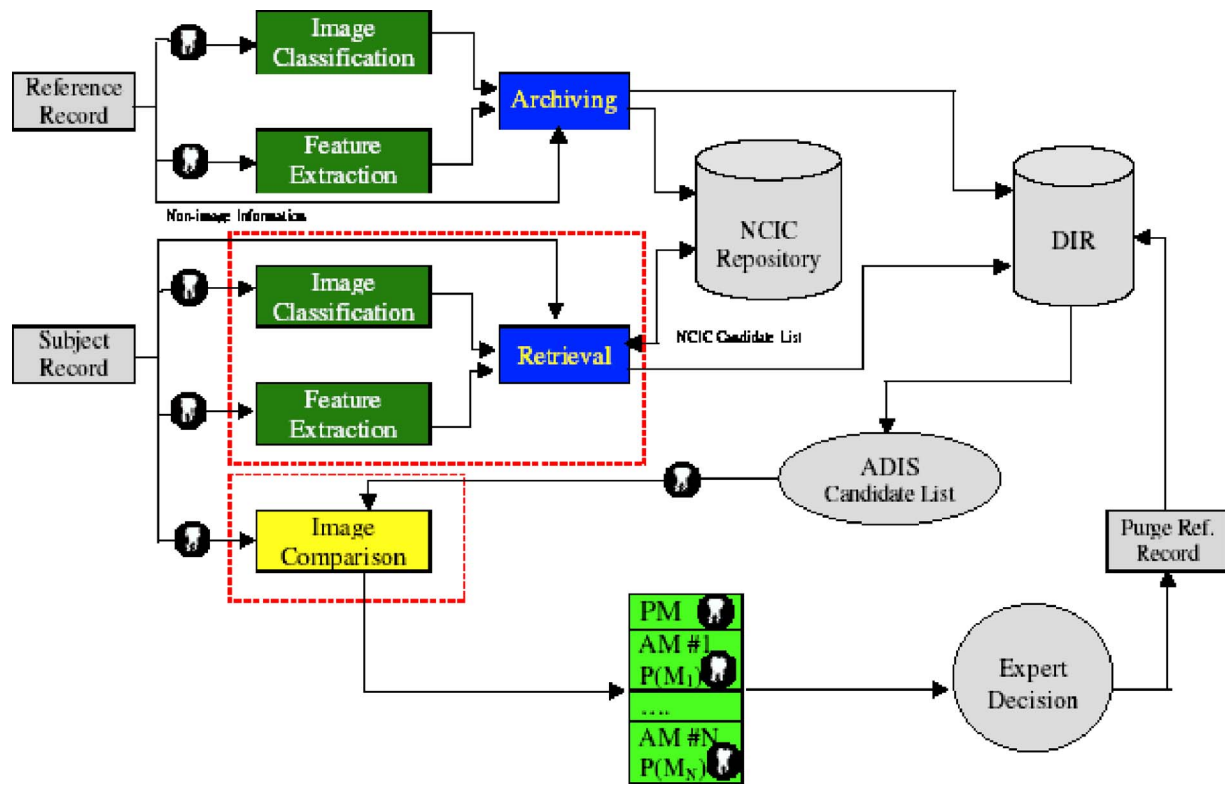 Image
Classification
Reference
Record
Archiving
Feature
Extraction
Non-image Information
NCIC
Repository
DIR
Image
Classification
Subject
Record
Retrieval
NCIC Candidate List
Feature
Extraction
ADIS
Candidate List
Image
Comparison
Purge Ref.
Record
PM
AM #1
P(M₁)
....
AM #N
P(M_N)
Expert
Decision